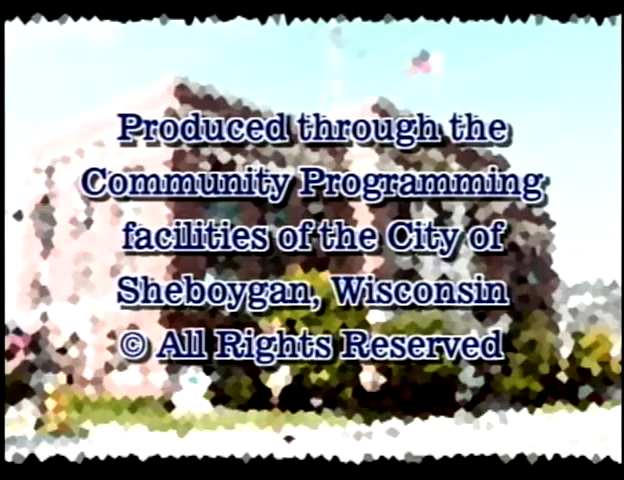 Produced through the
Community Programming
facilities of the City of
Sheboygan, Wisconsin
© All Rights Reserved